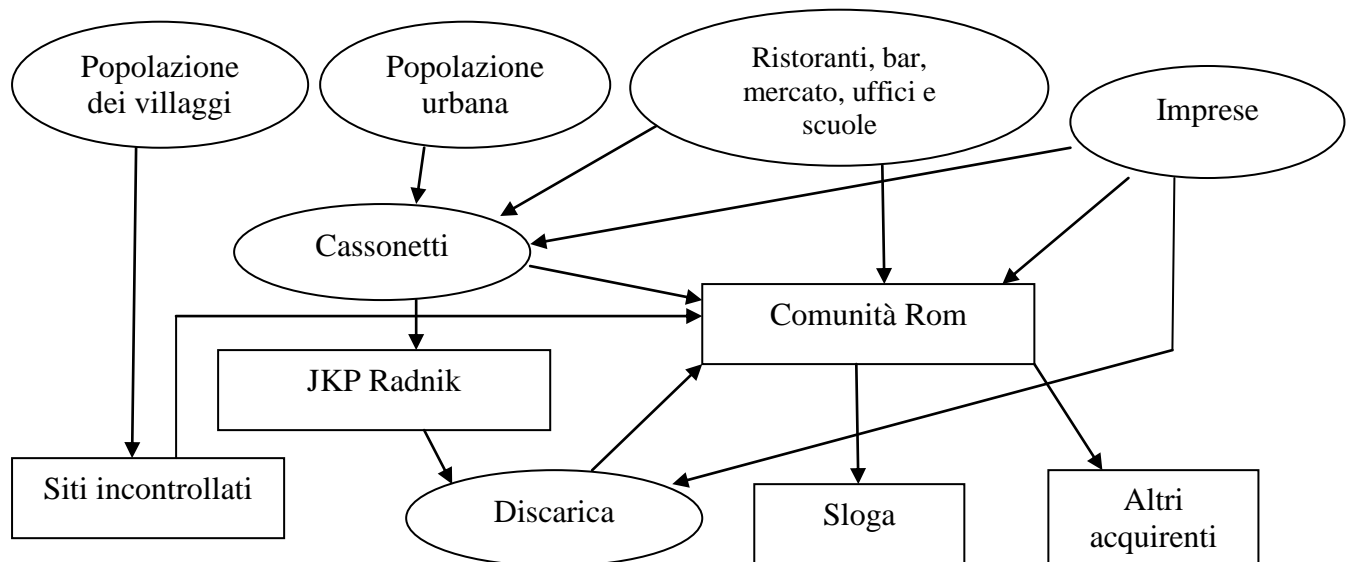 Popolazione
dei villaggi
Popolazione
urbana
Ristoranti, bar,
mercato, uffici e
scuole
Imprese
Cassonetti
Comunità Rom
JKP Radnik
Siti incontrollati
Discarica
Sloga
Altri
acquirenti